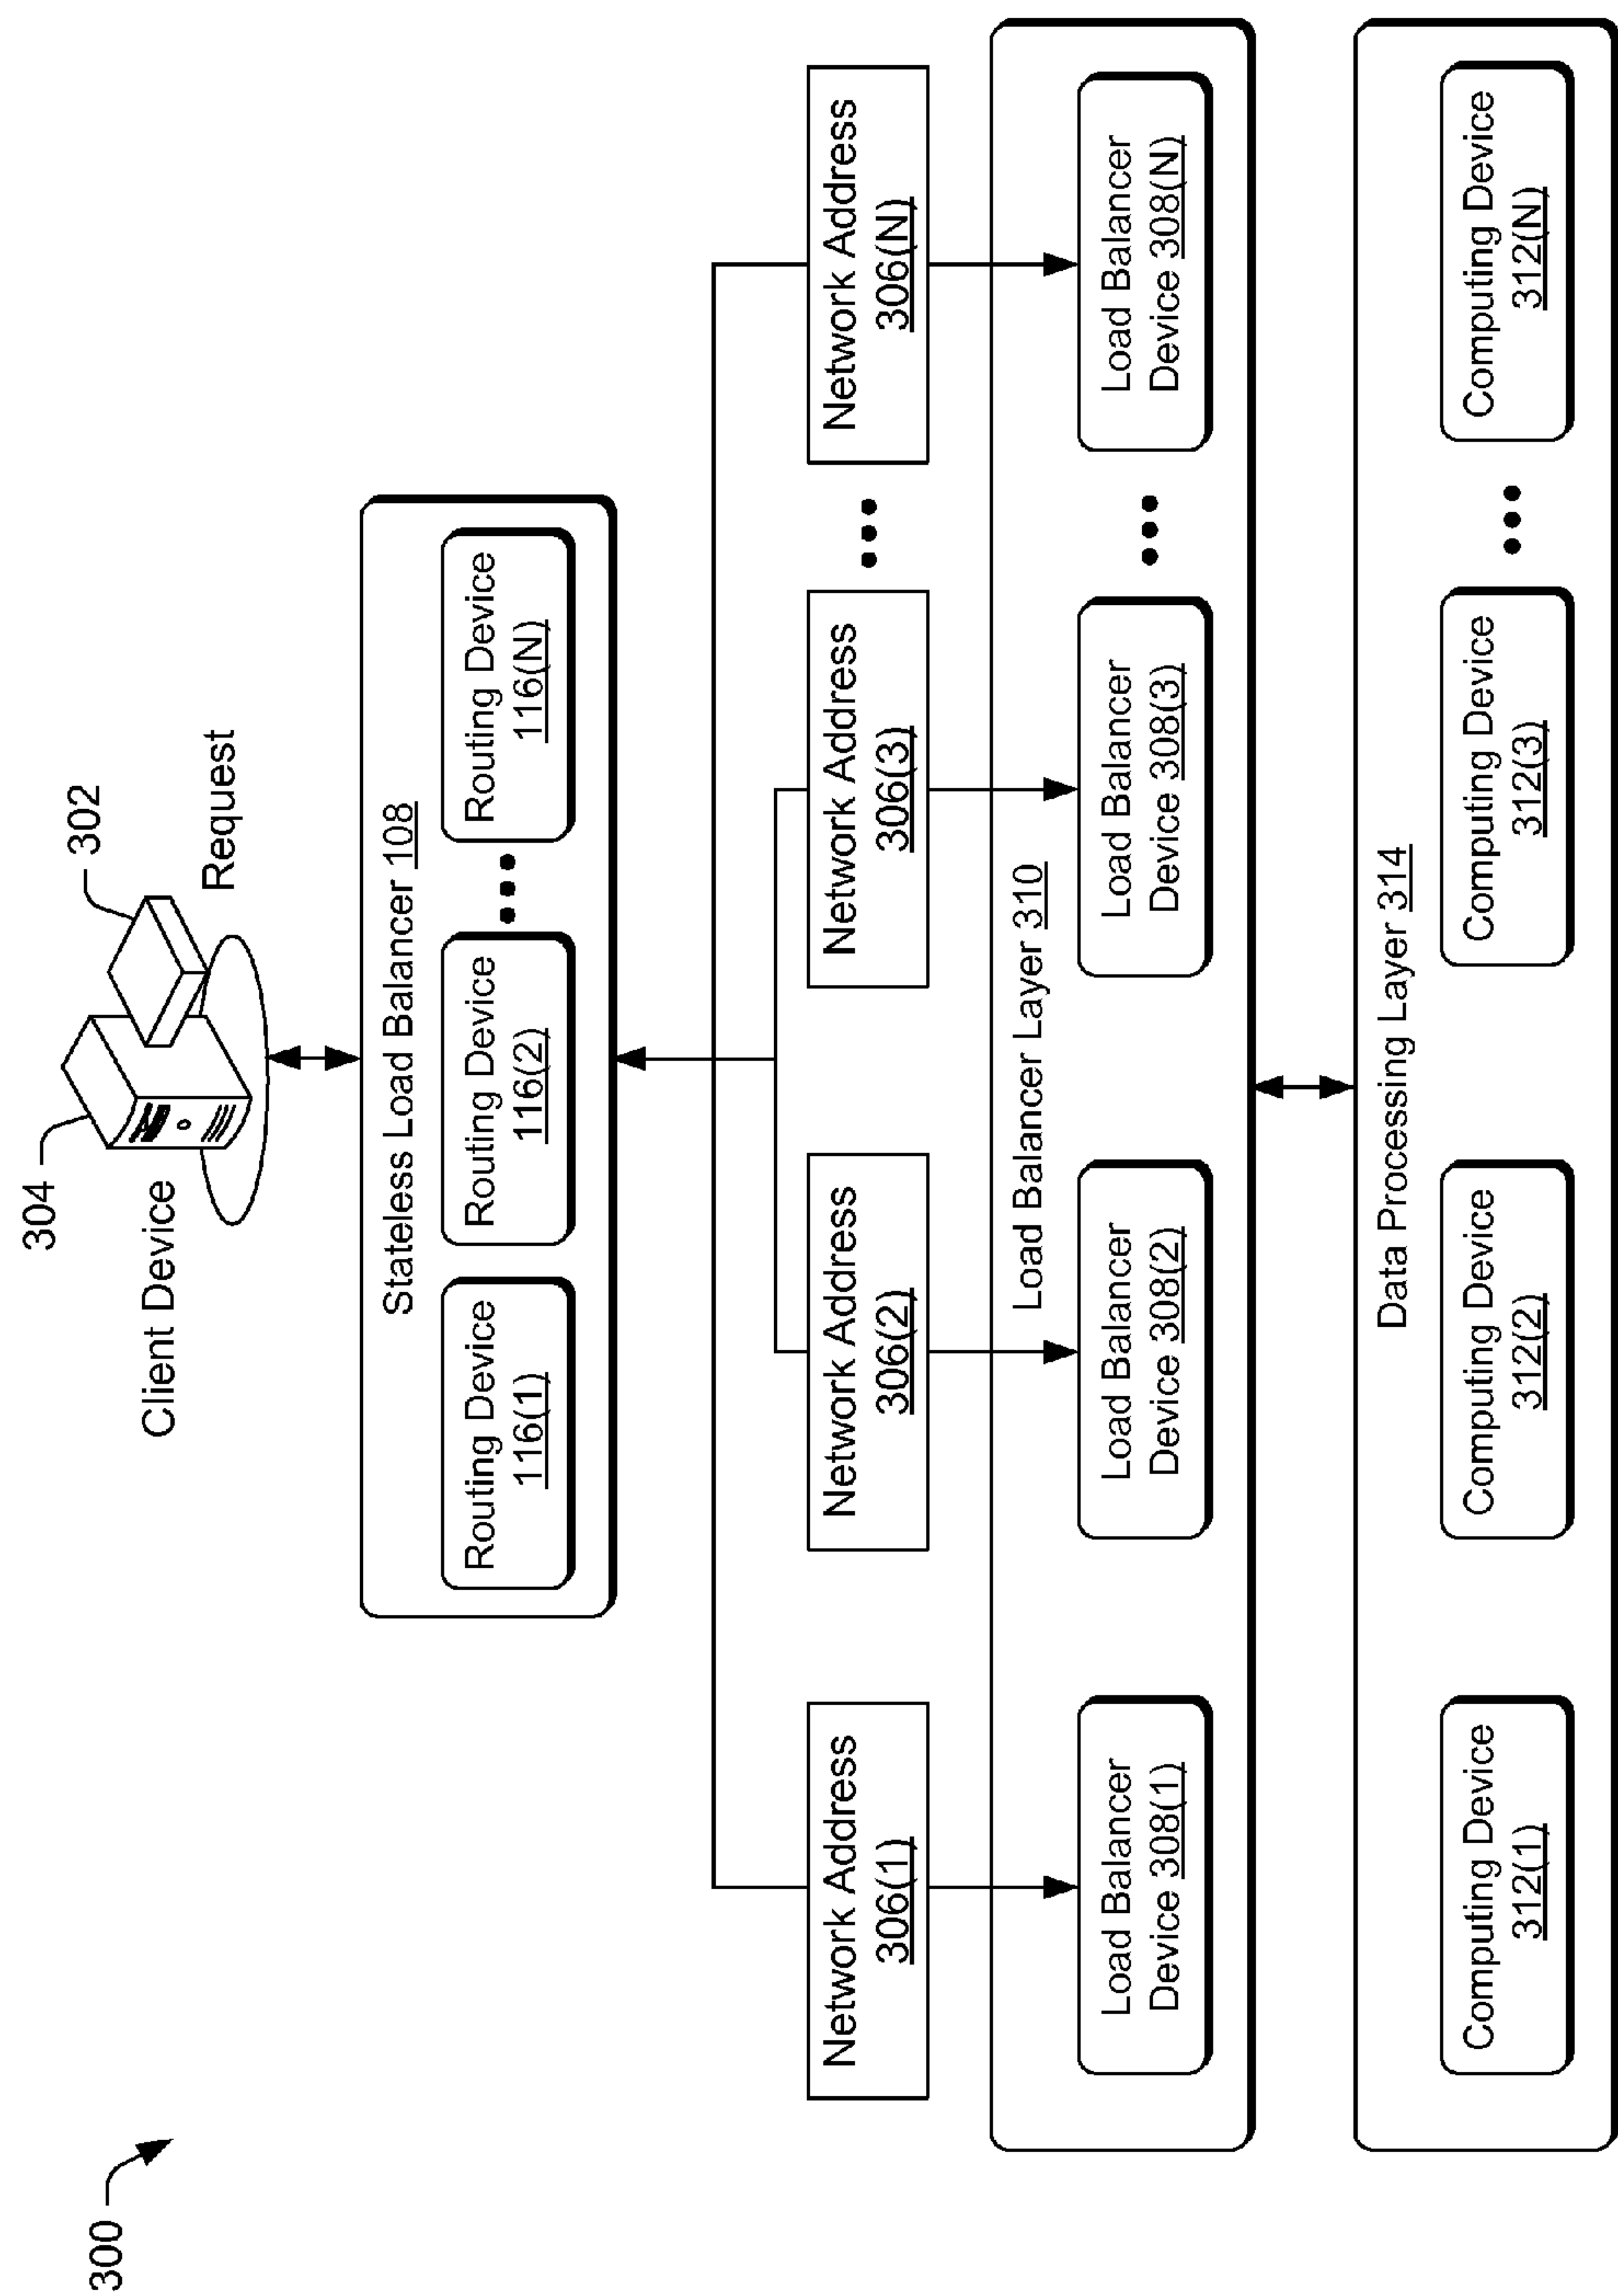 300
304
302
Client Device
Request
Stateless Load Balancer 108
Routing Device
116(1)
Routing Device
116(2)
Routing Device
116(N)
Network Address
306(1)
Network Address
306(2)
Network Address
306(3)
Network Address
306(N)
Load Balancer Layer 310
Load Balancer
Device 308(1)
Load Balancer
Device 308(2)
Load Balancer
Device 308(3)
Load Balancer
Device 308(N)
Data Processing Layer 314
Computing Device
312(1)
Computing Device
312(2)
Computing Device
312(3)
Computing Device
312(N)